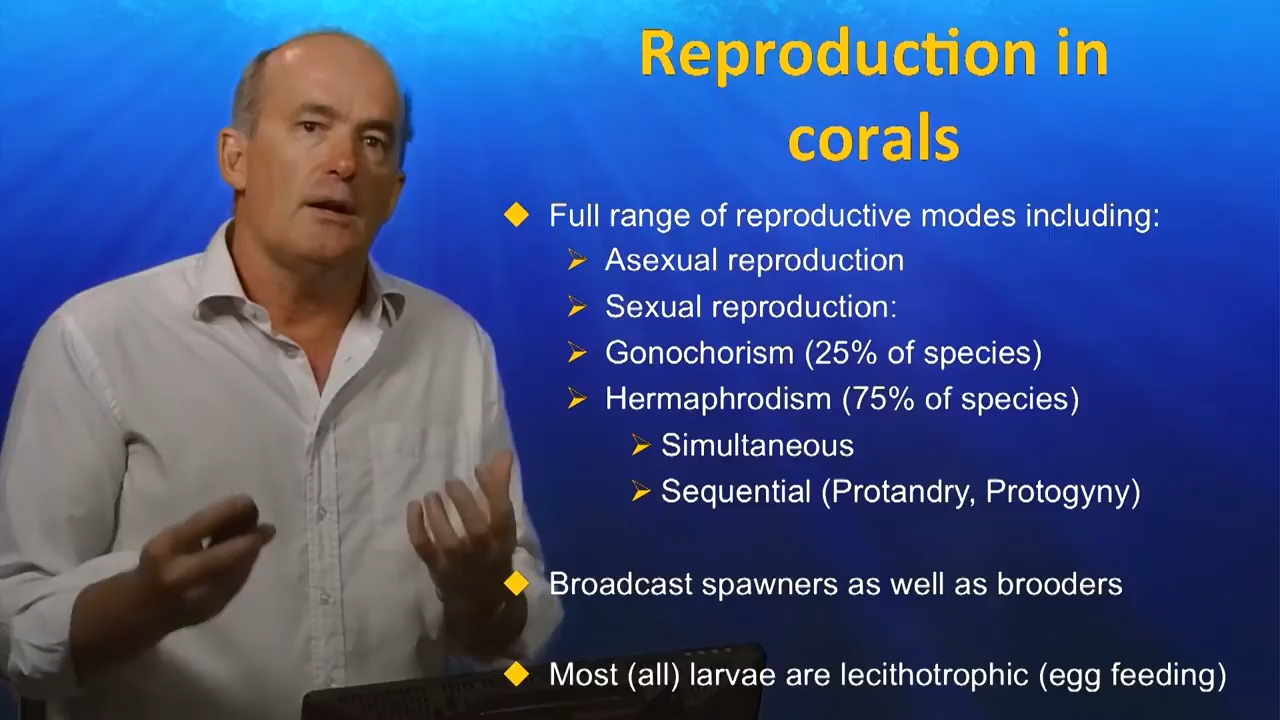 Reproduction in
corals
Full range of reproductive modes including:
Asexual reproduction
Sexual reproduction:
Gonochorism (25% of species)
Hermaphrodism (75% of species)
Simultaneous
Sequential (Protandry, Protogyny)
Broadcast spawners as well as brooders
Most (all) larvae are lecithotrophic (egg feeding)